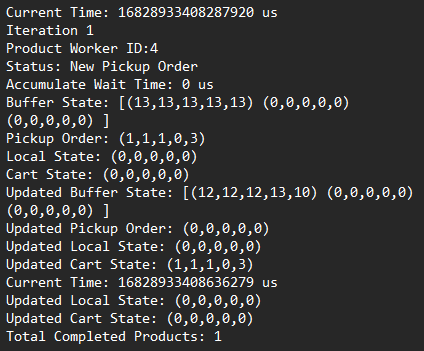 Current Time: 16828933408287920 us
Iteration 1
Product Worker ID:4
Status: New Pickup Order
Accumulate Wait Time: 0 us
Buffer State: [(13,13,13,13,13) (0,0,0,0,0)
(0,0,0,0,0) ]
Pickup Order: (1,1,1,0,3)
Local State: (0,0,0,0,0)
Cart State: (0,0,0,0,0)
Updated Buffer State: [(12,12,12,13,10) (0,0,0,0,0)
(0,0,0,0,0) ]
Updated Pickup Order: (0,0,0,0,0)
Updated Local State: (0,0,0,0,0)
Updated Cart State: (1,1,1,0,3)
Current Time: 16828933408636279 us
Updated Local State: (0,0,0,0,0)
Updated Cart State: (0,0,0,0,0)
Total Completed Products: 1